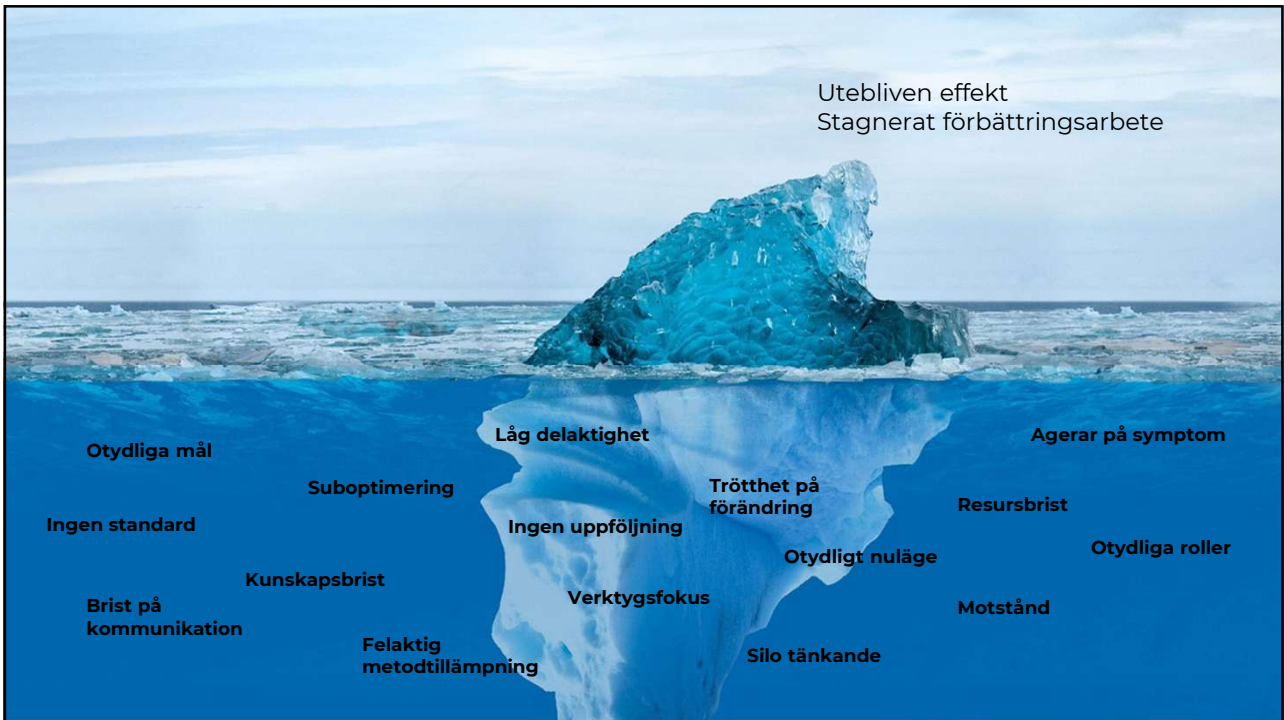 Utebliven effekt
Stagnerat förbättringsarbete
Låg delaktighet
Agerar på symptom
Otydliga mål
Suboptimering
Trötthet på
förändring
Resursbrist
Ingen standard
Ingen uppföljning
Otydliga roller
Otydligt nuläge
Kunskapsbrist
Verktygsfokus
Brist på
kommunikation
Motstånd
Felaktig
metodtillämpning
Silo tänkande